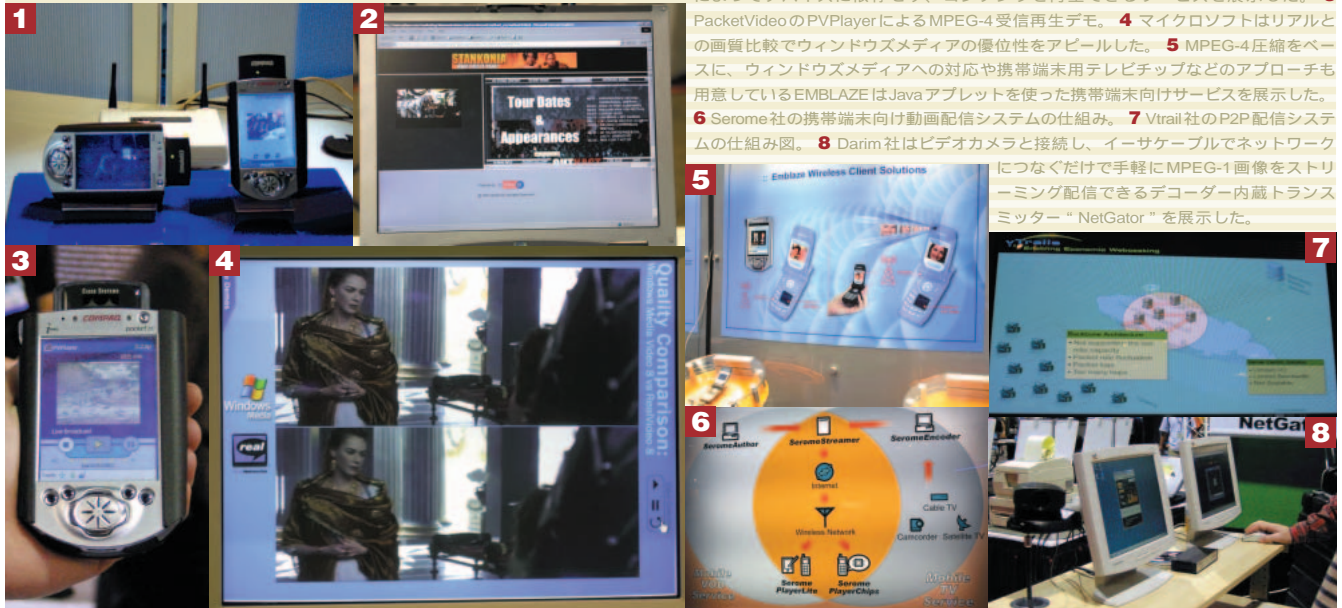 1
2
COMPAQ
STANKONIA
Tour Dates
&
Appearances
PacketVideoのPVPlayerによるMPEG-4受信再生デモ。 4 マイクロソフトはリアルと
の画質比較でウィンドウズメディアの優位性をアピールした。 5 MPEG-4圧縮をベー
スに、ウィンドウズメディアへの対応や携帯端末用テレビチップなどのアプローチも
用意しているEMBLAZEはJavaアプレットを使った携帯端末向けサービスを展示した。
6 Serome社の携帯端末向け動画配信システムの仕組み。 7 Vtrail社のP2P配信システ
ムの仕組み図。 8 Darim社はビデオカメラと接続し、イーサケーブルでネットワーク
につなぐだけで手軽にMPEG-1画像をストリ
ーミング配信できるデコーダー内蔵トランス
ミッター“NetGator”を展示した。
3
COMPAQ
4
Quality Comparison:
Windows Media Video 8 vs RealVideo 8
Windows
Media
real
5
Emblaze Wireless Client Solutions
6
SeromeAuthor
SeromeStreamer
SeromeEncoder
Internet
Wireless Network
Cable TV
Camcorder
Satellite TV
Serome
PlayerLite
Serome
PlayerChips
Mobile
TV
Service
7
Enabling Economic Webcasting
Backbone Architecture
8